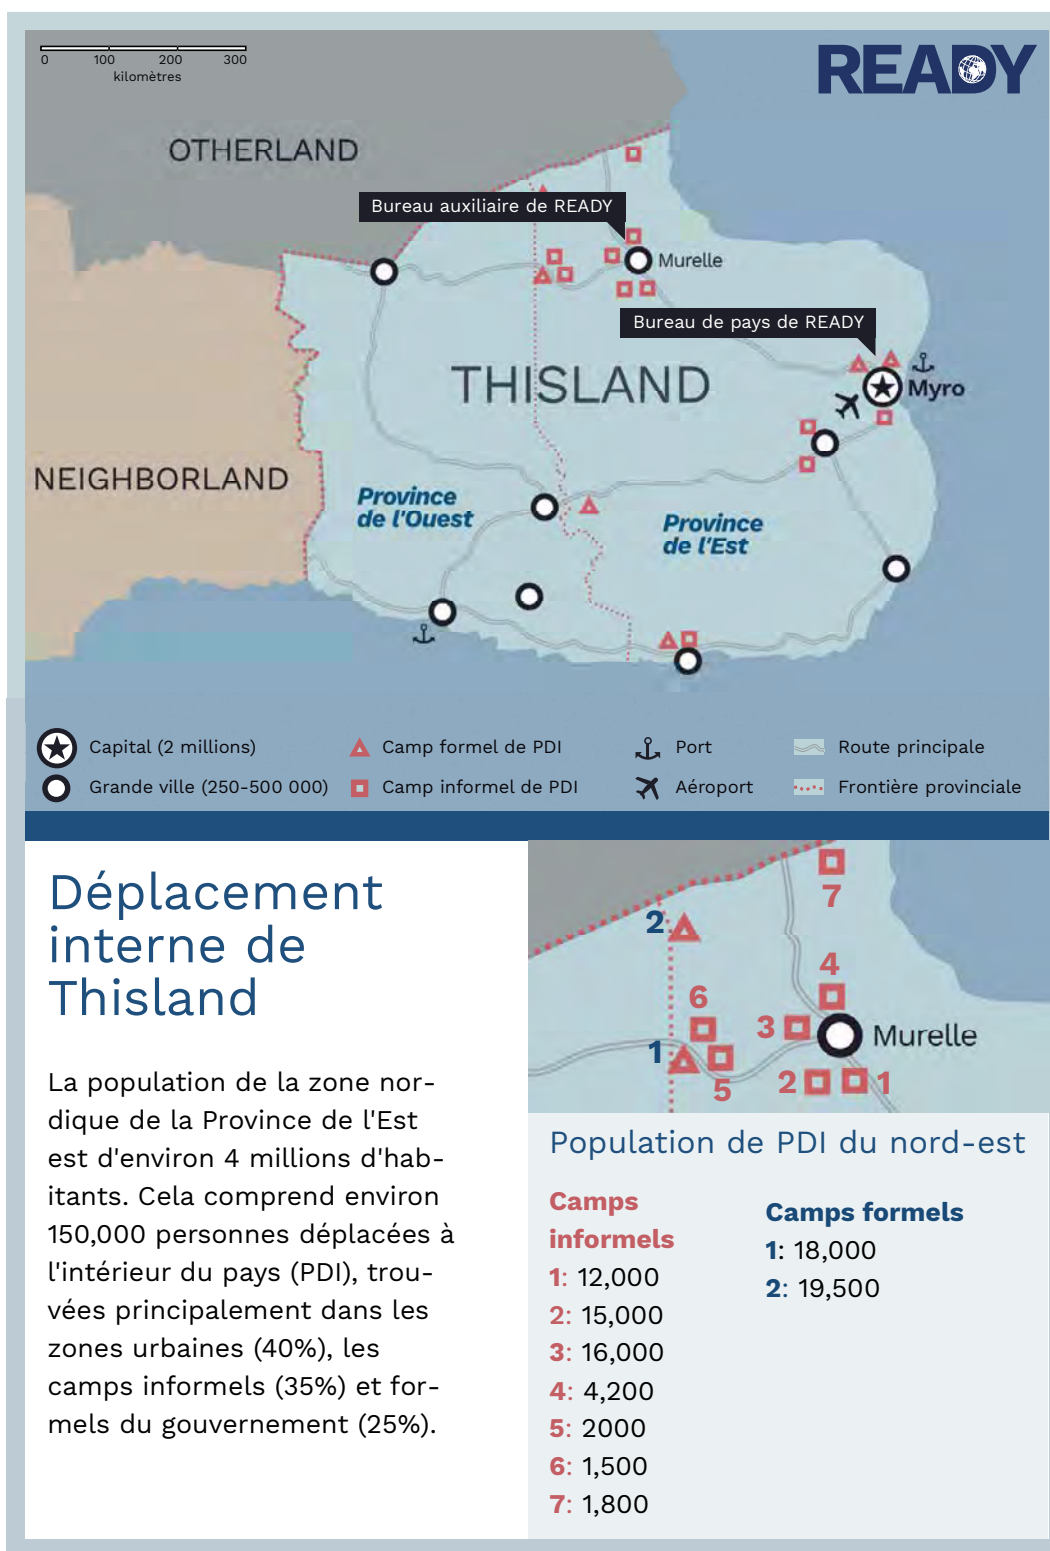 0 100 200 300
kilomètres
READY
OTHERLAND
Bureau auxiliaire de READY
Murelle
Bureau de pays de READY
THISLAND
Myro
NEIGHBORLAND
Province
de l'Ouest
Province
de l'Est
Capital (2 millions)
Camp formel de PDI
Port
Route principale
Grande ville (250-500 000)
Camp informel de PDI
Aéroport
Frontière provinciale
Déplacement
interne de
Thisland
La population de la zone nor-
dique de la Province de l'Est
est d'environ 4 millions d'hab-
itants. Cela comprend environ
150,000 personnes déplacées à
l'intérieur du pays (PDI), trou-
vées principalement dans les
zones urbaines (40%), les
camps informels (35%) et for-
mels du gouvernement (25%).
7
2
4
6
3
Murelle
1
5
2
1
Population de PDI du nord-est
Camps
informels
1: 12,000
2: 15,000
3: 16,000
4: 4,200
5: 2000
6: 1,500
7: 1,800
Camps formels
1: 18,000
2: 19,500